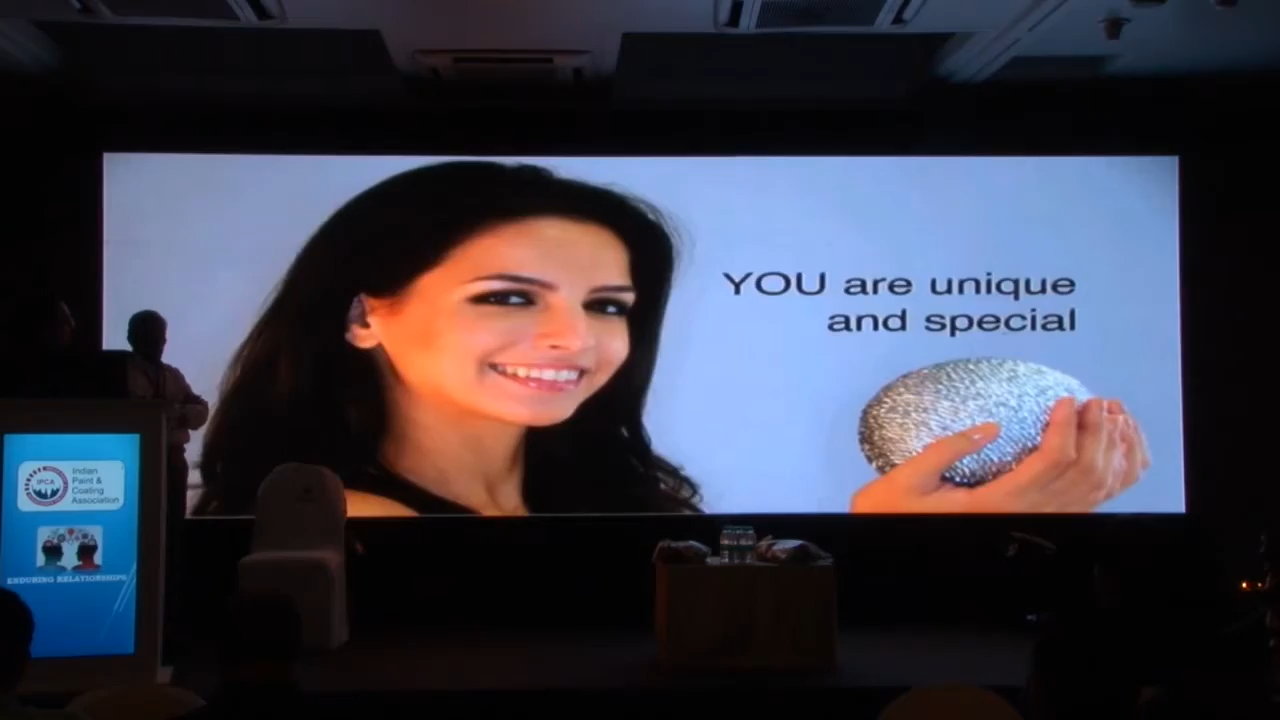 YOU are unique
and special
IPCA
Indian
Paint &
Coating
Association
ENDURING RELATIONSHIPS